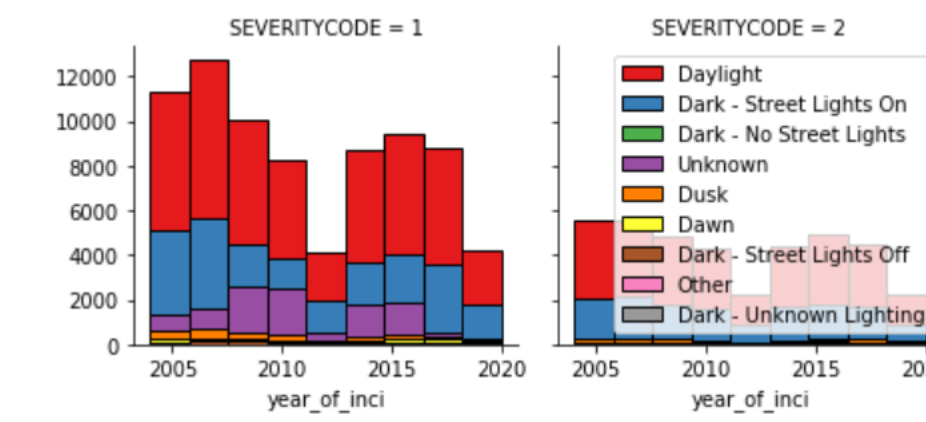 SEVERITYCODE = 1
12000
10000
8000
6000
4000
2000
0
2005 2010 2015 2020
year_of_inci
SEVERITYCODE = 2
Daylight
Dark - Street Lights On
Dark - No Street Lights
Unknown
Dusk
Dawn
Dark - Street Lights Off
Other
Dark - Unknown Lighting
2005 2010 2015 20
year_of_inci